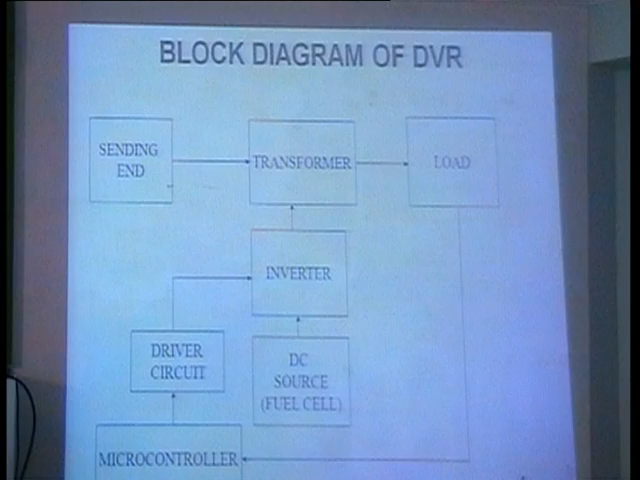 BLOCK DIAGRAM OF DVR
SENDING
END
TRANSFORMER
LOAD
INVERTER
DRIVER
CIRCUIT
DC
SOURCE
(FUEL CELL)
MICROCONTROLLER